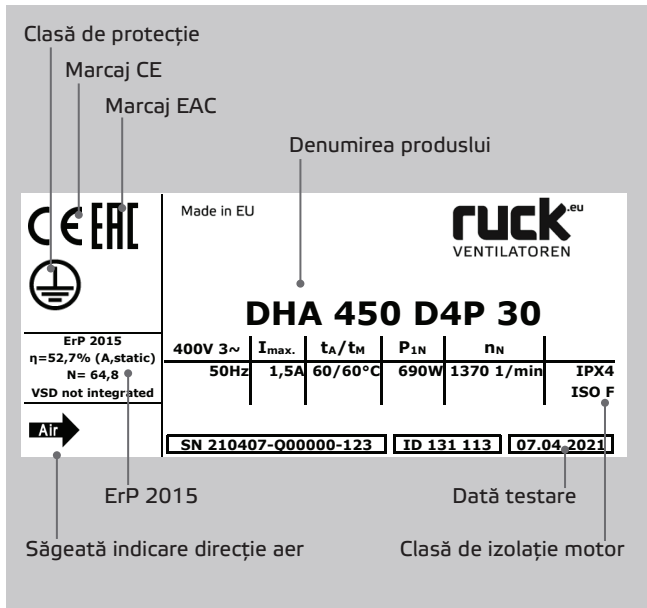 Clasă de protecție
Marcaj CE
Marcaj EAC
Denumirea produslui
CE EAC
Made in EU
ruck.eu
VENTILATOREN
DHA 450 D4P 30
ErP 2015
η=52,7% (A,static)
N= 64,8
VSD not integrated
400V 3~ Imax. tA/tM P1N nN
50Hz 1,5A 60/60°C 690W 1370 1/min IPX4
ISO F
Air
SN 210407-Q00000-123 ID 131 113 07.04.2021
ErP 2015
Dată testare
Săgeată indicare direcție aer
Clasă de izolație motor